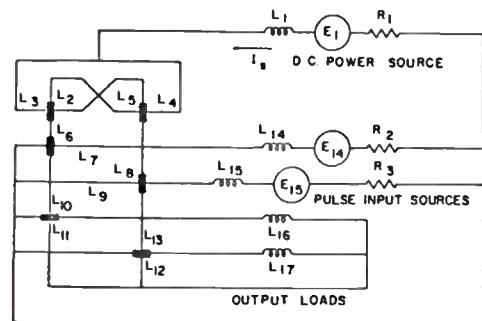 L1 E1 R1
Is D.C. POWER SOURCE
L3 L2 L5 L4
L6
L7 L14 E14 R2
L8 L15 E15 R3
L9 PULSE INPUT SOURCES
L10
L11 L16
L13
L12 L17
OUTPUT LOADS